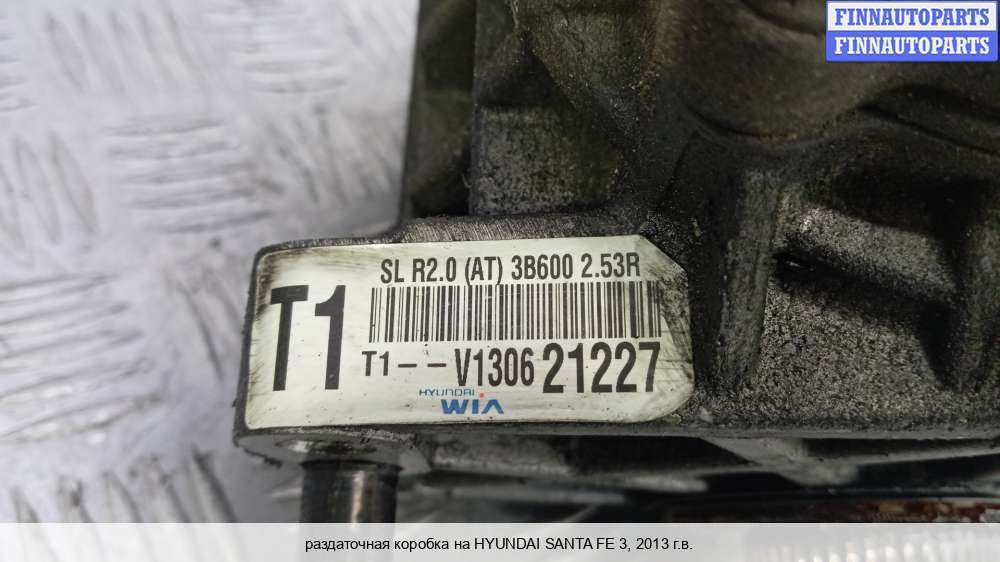 FINNAUTOPARTS
FINNAUTOPARTS
SL R2.0 (AT) 3B600 2.53R
T1
T1--V1306 21227
HYUNDAI
WIA
раздаточная коробка на HYUNDAI SANTA FE 3, 2013 г.в.